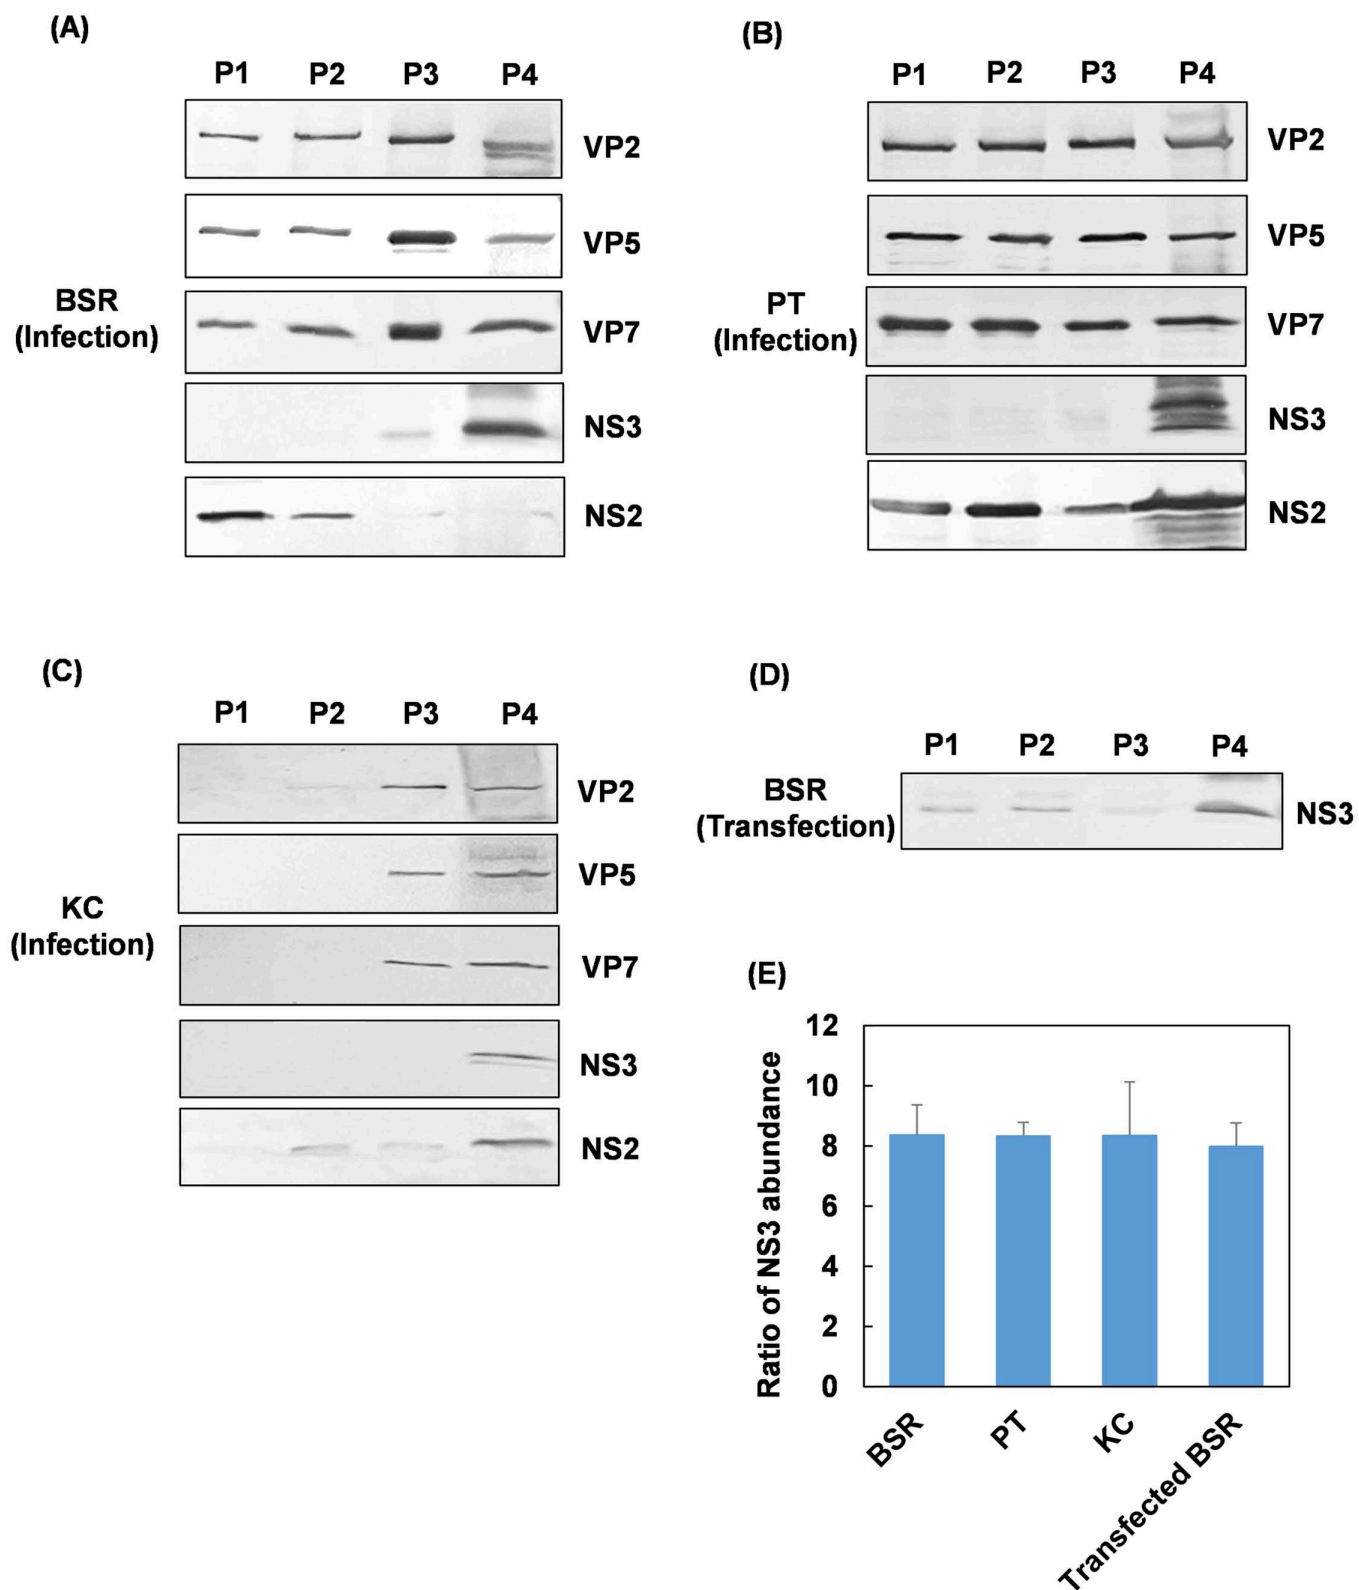 (A)
P1 P2 P3 P4
VP2
VP5
BSR
(Infection)
VP7
NS3
NS2
(B)
P1 P2 P3 P4
VP2
VP5
PT
(Infection)
VP7
NS3
NS2
(C)
P1 P2 P3 P4
VP2
VP5
KC
(Infection)
VP7
NS3
NS2
(D)
P1 P2 P3 P4
BSR
(Transfection)
NS3
(E)
Ratio of NS3 abundance
12
10
8
6
4
2
0
BSR
PT
KC
Transfected BSR